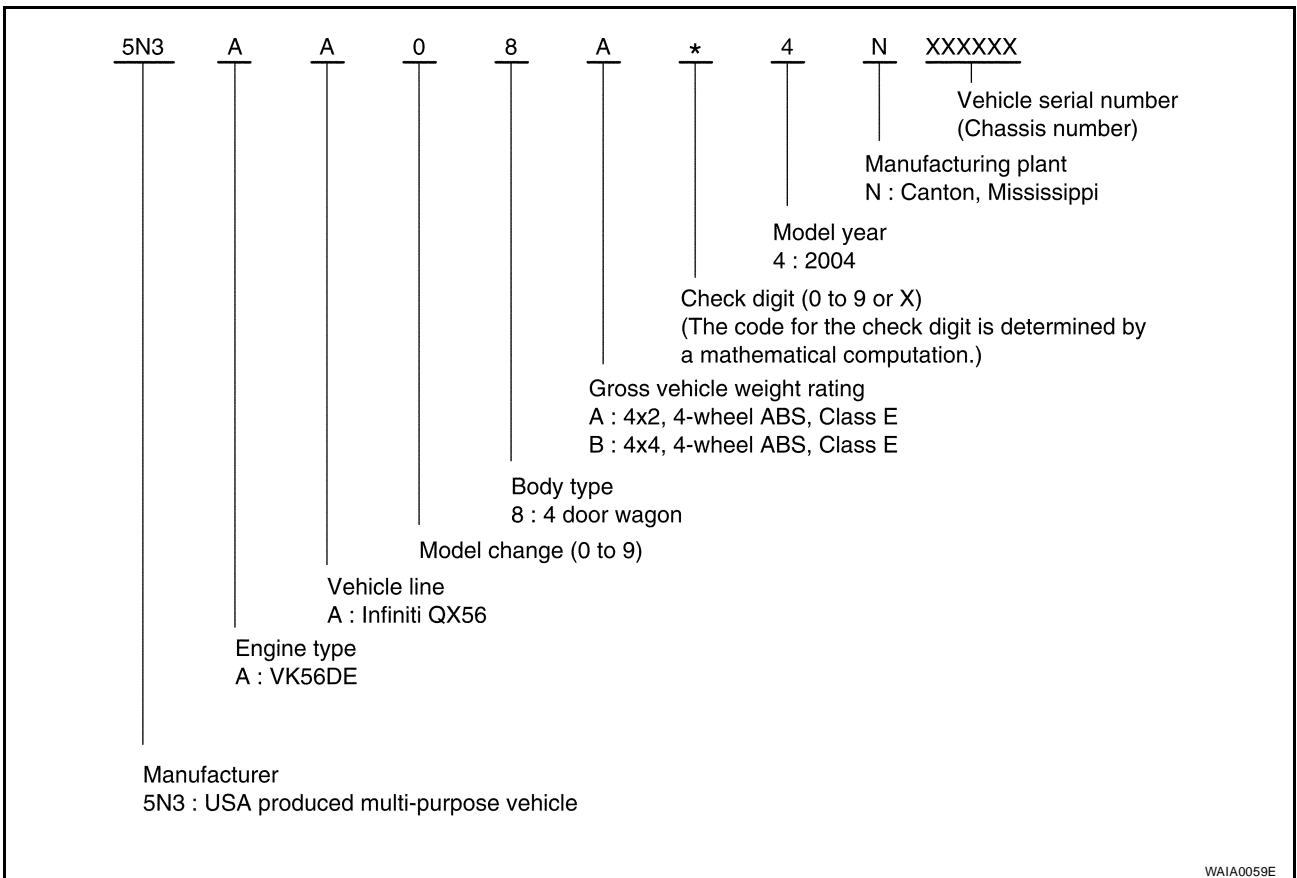 5N3 A A 0 8 A * 4 N XXXXXX
Vehicle serial number
(Chassis number)
Manufacturing plant
N : Canton, Mississippi
Model year
4 : 2004
Check digit (0 to 9 or X)
(The code for the check digit is determined by
a mathematical computation.)
Gross vehicle weight rating
A : 4x2, 4-wheel ABS, Class E
B : 4x4, 4-wheel ABS, Class E
Body type
8 : 4 door wagon
Model change (0 to 9)
Vehicle line
A : Infiniti QX56
Engine type
A : VK56DE
Manufacturer
5N3 : USA produced multi-purpose vehicle
WAIA0059E